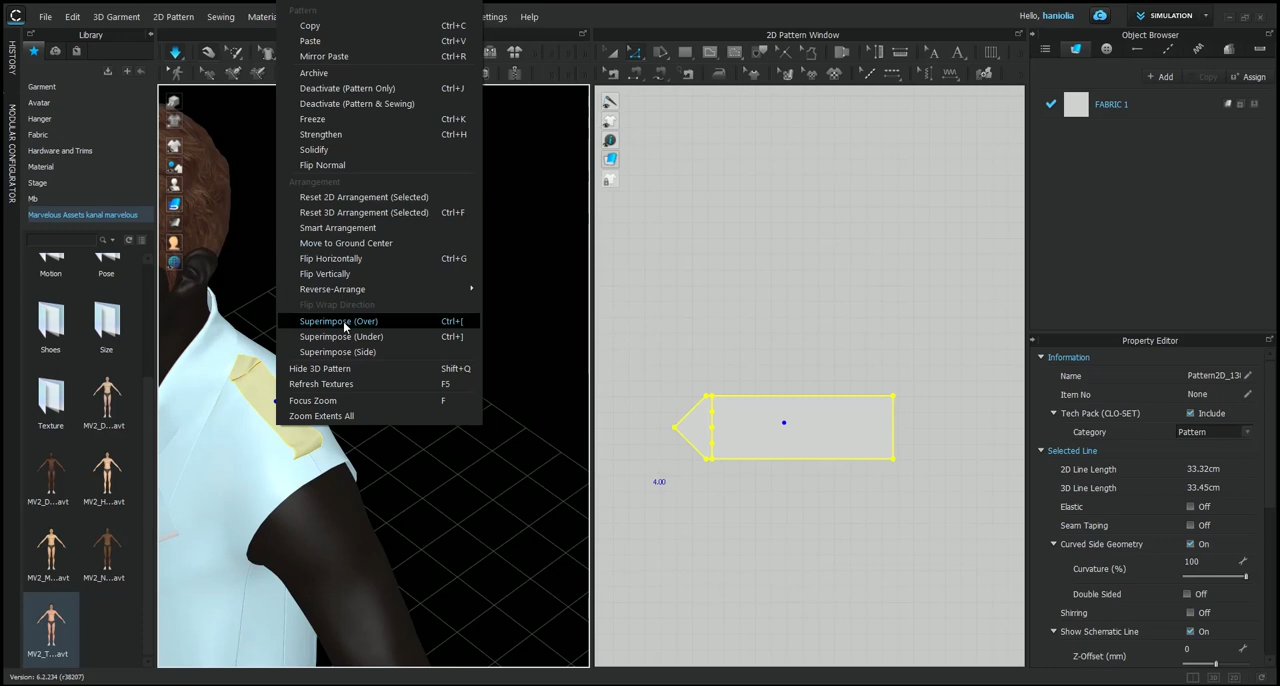 File Edit 3D Garment 2D Pattern Sewing Materia ettings Help
Hello, haniolia
SIMULATION
HISTORY
MODULAR CONFIGURATOR
Library
Garment
Avatar
Hanger
Fabric
Hardware and Trims
Material
Stage
Mb
Marvelous Assets kanal marvelous
Motion Pose
Shoes Size
Texture MV2_D....avt
MV2_D....avt MV2_H....avt
MV2_M....avt MV2_N....avt
MV2_T....avt
Pattern
Copy Ctrl+C
Paste Ctrl+V
Mirror Paste Ctrl+R
Archive
Deactivate (Pattern Only) Ctrl+J
Deactivate (Pattern & Sewing)
Freeze Ctrl+K
Strengthen Ctrl+H
Solidify
Flip Normal
Arrangement
Reset 2D Arrangement (Selected)
Reset 3D Arrangement (Selected) Ctrl+F
Smart Arrangement
Move to Ground Center
Flip Horizontally Ctrl+G
Flip Vertically
Reverse-Arrange
Flip Wrap Direction
Superimpose (Over) Ctrl+[
Superimpose (Under) Ctrl+]
Superimpose (Side)
Hide 3D Pattern Shift+Q
Refresh Textures F5
Focus Zoom F
Zoom Extents All
2D Pattern Window
4.00
Object Browser
+ Add Copy Assign
FABRIC 1
Property Editor
Information
Name Pattern2D_13
Item No None
Tech Pack (CLO-SET) Include
Category Pattern
Selected Line
2D Line Length 33.32cm
3D Line Length 33.45cm
Elastic Off
Seam Taping Off
Curved Side Geometry On
Curvature (%) 100
Double Sided Off
Shirring Off
Show Schematic Line On
Z-Offset (mm) 0
Version: 6.2.234 (r38207)
3D 2D